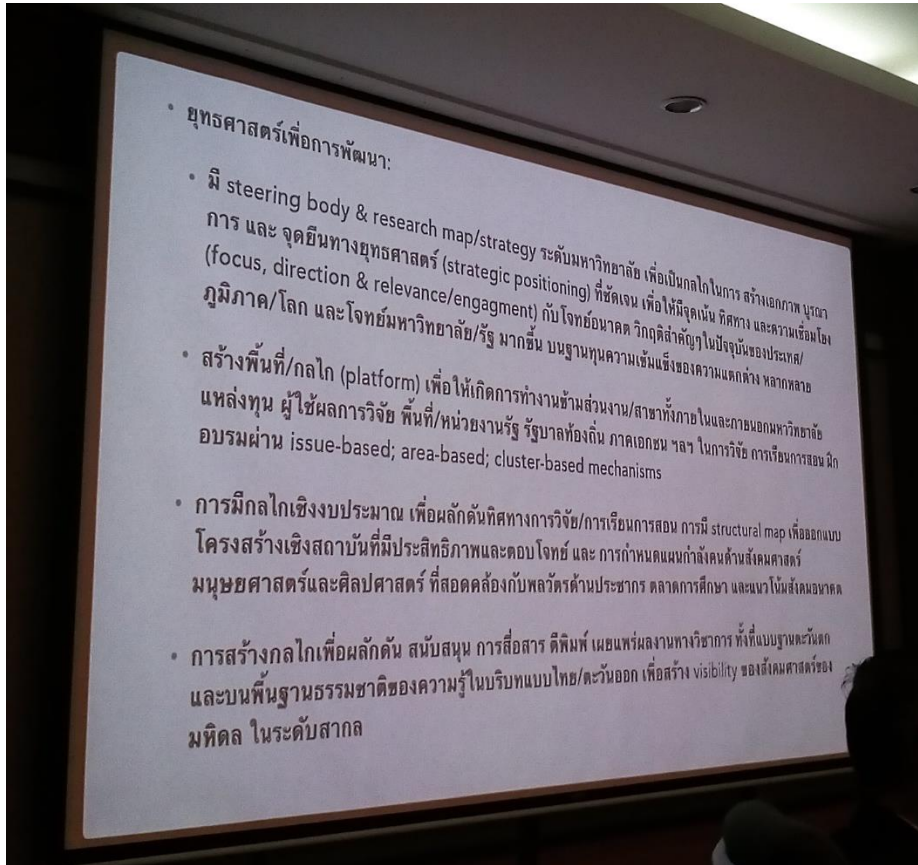 • ยุทธศาสตร์เพื่อการพัฒนา:
• มี steering body & research map/strategy ระดับมหาวิทยาลัย เพื่อเป็นกลไกในการ สร้างเอกภาพ บูรณา
การ และ จุดยืนทางยุทธศาสตร์ (strategic positioning) ที่ชัดเจน เพื่อให้มีจุดเน้น ทิศทาง และความเชื่อมโยง
(focus, direction & relevance/engagment) กับโจทย์อนาคต วิกฤติสำคัญๆในปัจจุบันของประเทศ/
ภูมิภาค/โลก และโจทย์มหาวิทยาลัย/รัฐ มากขึ้น บนฐานทุนความเข้มแข็งของความแตกต่าง หลากหลาย
• สร้างพื้นที่/กลไก (platform) เพื่อให้เกิดการทำงานข้ามส่วนงาน/สาขาทั้งภายในและภายนอกมหาวิทยาลัย
แหล่งทุน ผู้ใช้ผลการวิจัย พื้นที่/หน่วยงานรัฐ รัฐบาลท้องถิ่น ภาคเอกชน ฯลฯ ในการวิจัย การเรียนการสอน ฝึก
อบรมผ่าน issue-based; area-based; cluster-based mechanisms
• การมีกลไกเชิงงบประมาณ เพื่อผลักดันทิศทางการวิจัย/การเรียนการสอน การมี structural map เพื่อออกแบบ
โครงสร้างเชิงสถาบันที่มีประสิทธิภาพและตอบโจทย์ และ การกำหนดแผนกำลังคนด้านสังคมศาสตร์
มนุษยศาสตร์และศิลปศาสตร์ ที่สอดคล้องกับพลวัตรด้านประชากร ตลาดการศึกษา และแนวโน้มสังคมอนาคต
• การสร้างกลไกเพื่อผลักดัน สนับสนุน การสื่อสาร ตีพิมพ์ เผยแพร่ผลงานทางวิชาการ ทั้งที่แบบฐานตะวันตก
และบนพื้นฐานธรรมชาติของความรู้ในบริบทแบบไทย/ตะวันออก เพื่อสร้าง visibility ของสังคมศาสตร์ของ
มหิดล ในระดับสากล